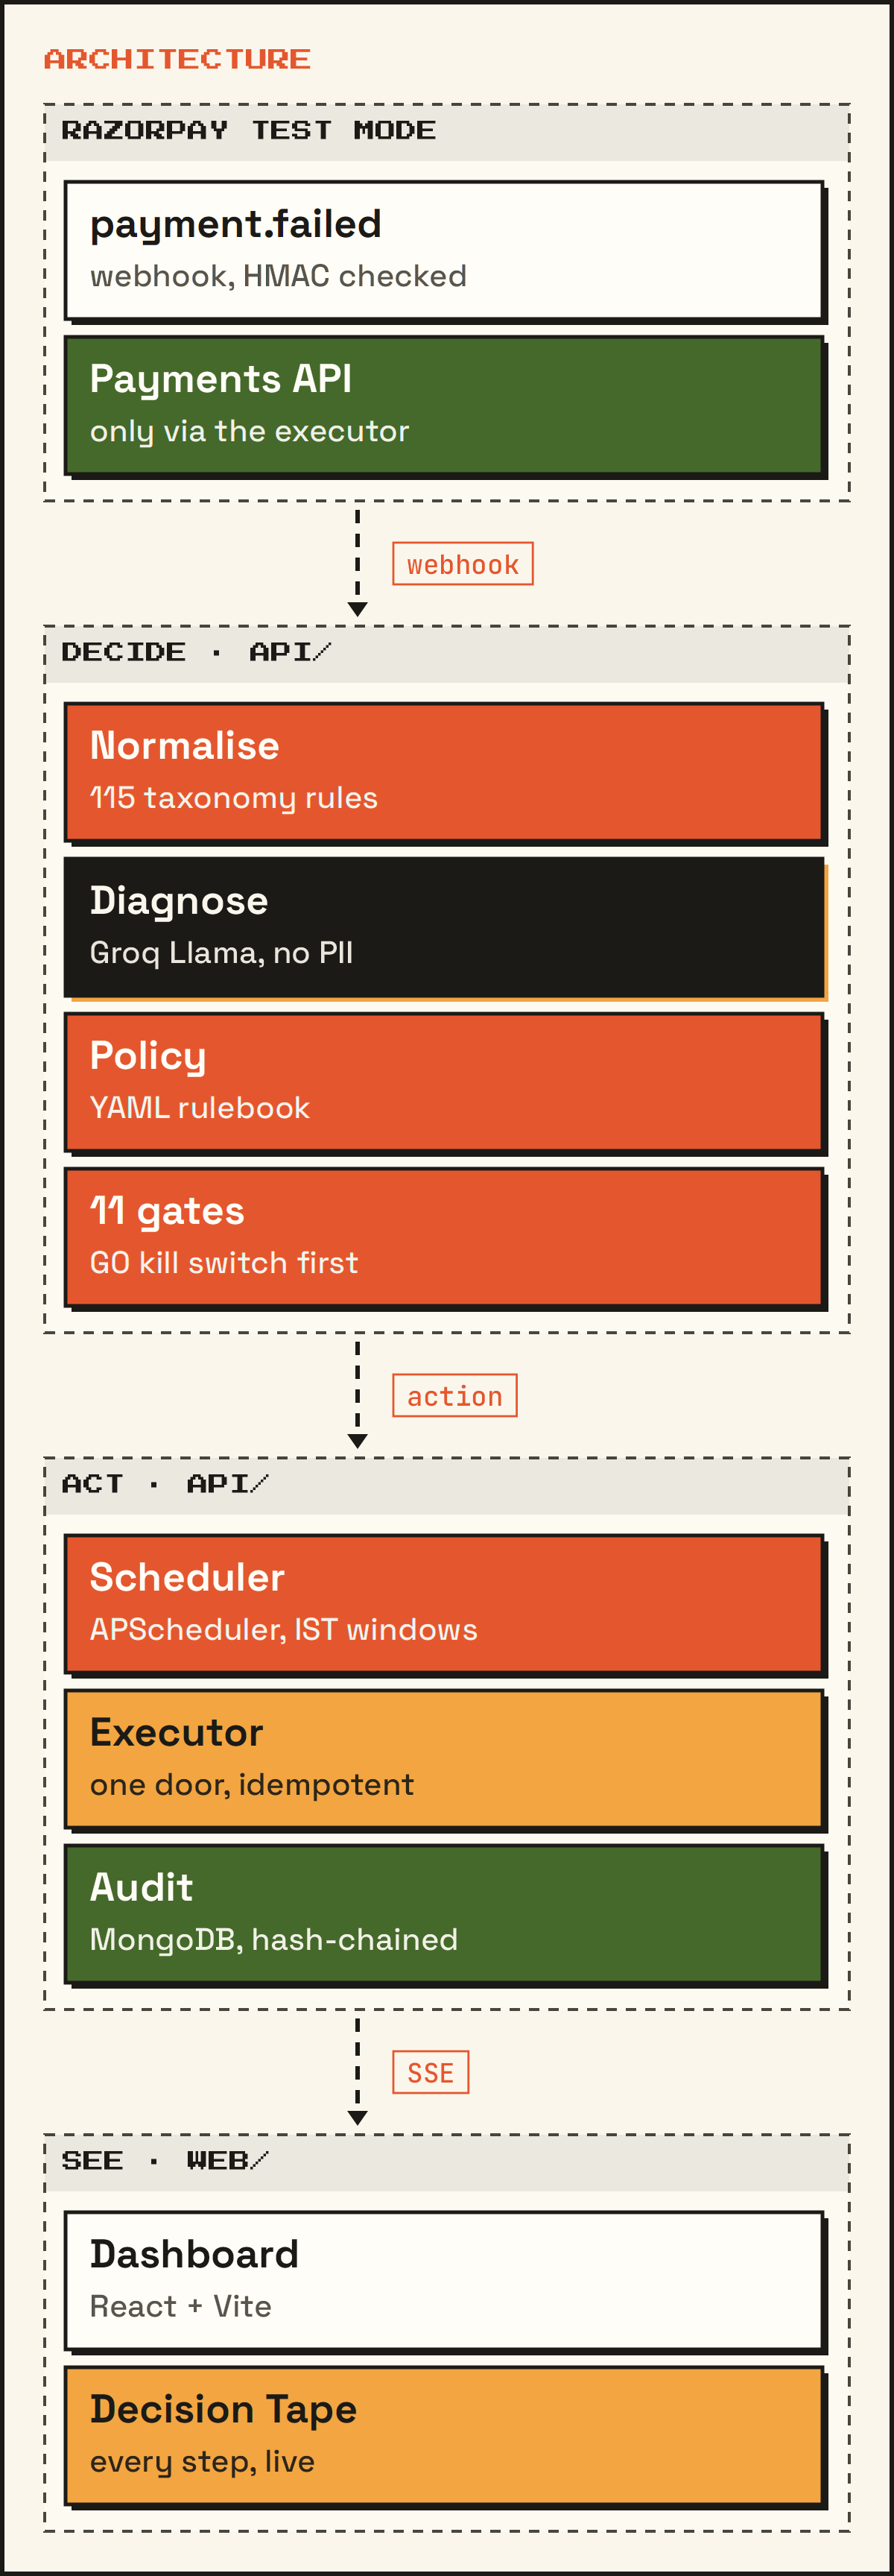 ARCHITECTURE
RAZORPAY TEST MODE
payment.failed
webhook, HMAC checked
Payments API
only via the executor
webhook
DECIDE · API/
Normalise
115 taxonomy rules
Diagnose
Groq Llama, no PII
Policy
YAML rulebook
11 gates
GO kill switch first
action
ACT · API/
Scheduler
APScheduler, IST windows
Executor
one door, idempotent
Audit
MongoDB, hash-chained
SSE
SEE · WEB/
Dashboard
React + Vite
Decision Tape
every step, live